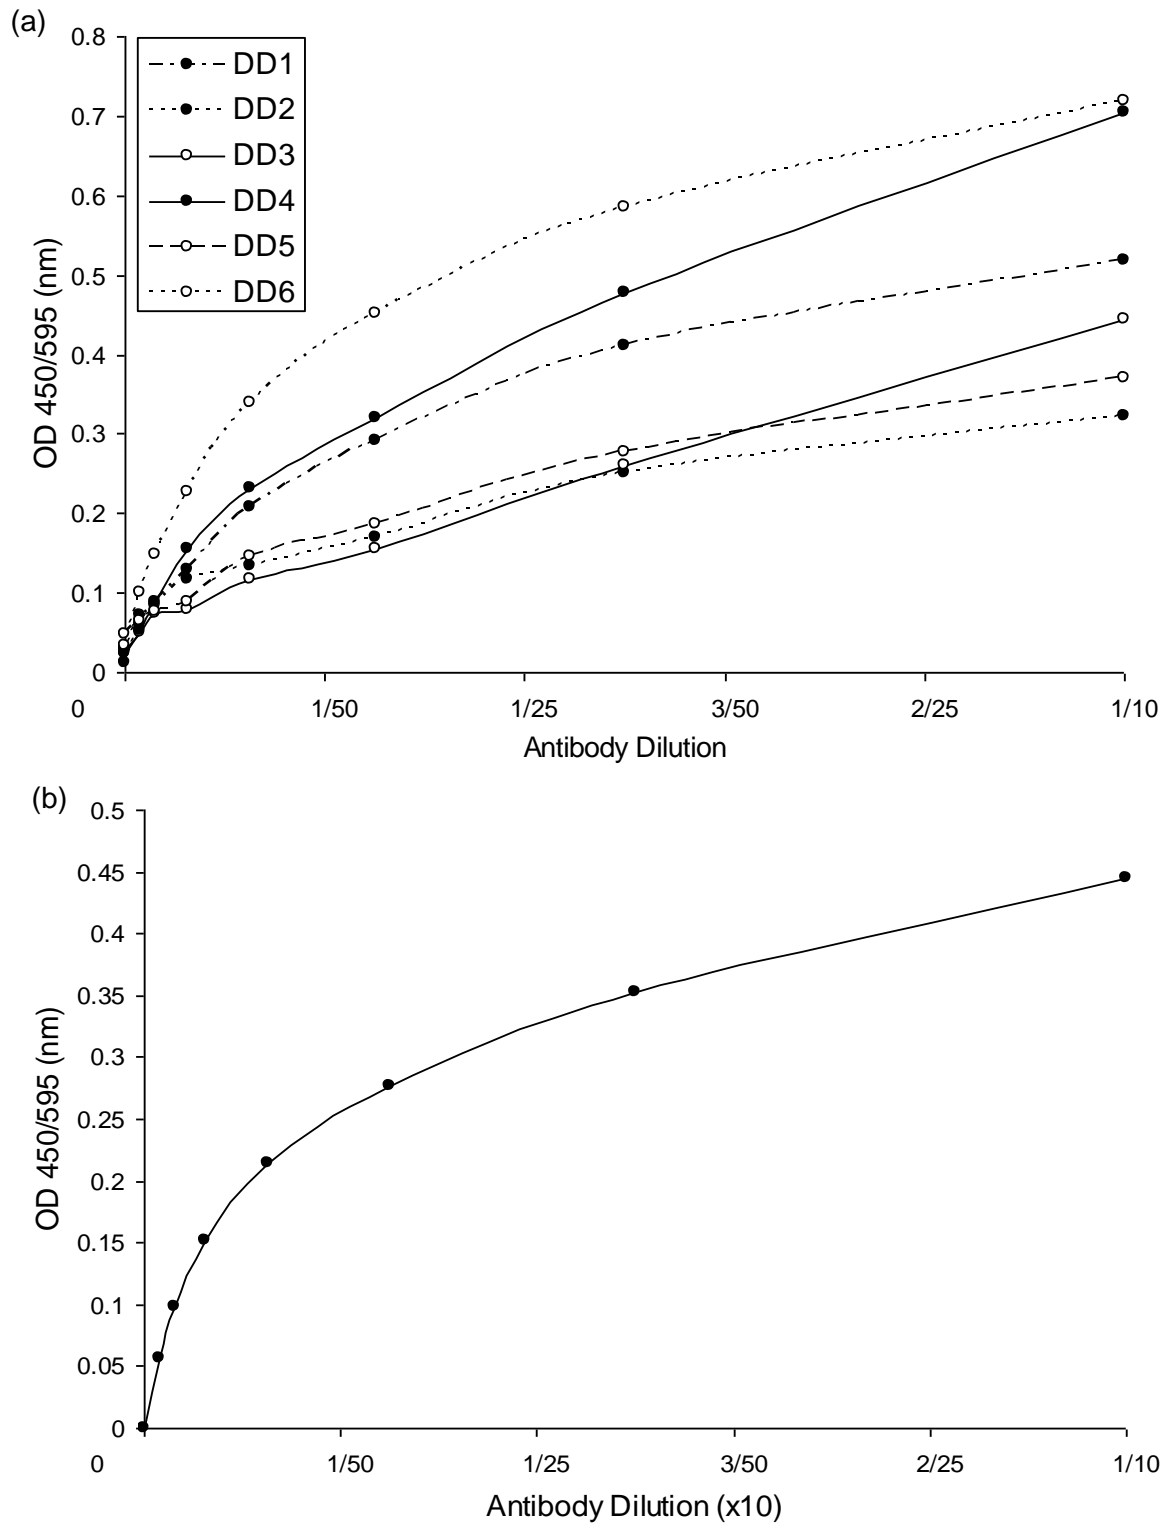 (a)
0.8
0.7
0.6
0.5
0.4
0.3
0.2
0.1
0
OD 450/595 (nm)
DD1
DD2
DD3
DD4
DD5
DD6
0 1/50 1/25 3/50 2/25 1/10
Antibody Dilution
(b)
0.5
0.45
0.4
0.35
0.3
0.25
0.2
0.15
0.1
0.05
0
OD 450/595 (nm)
0 1/50 1/25 3/50 2/25 1/10
Antibody Dilution (x10)